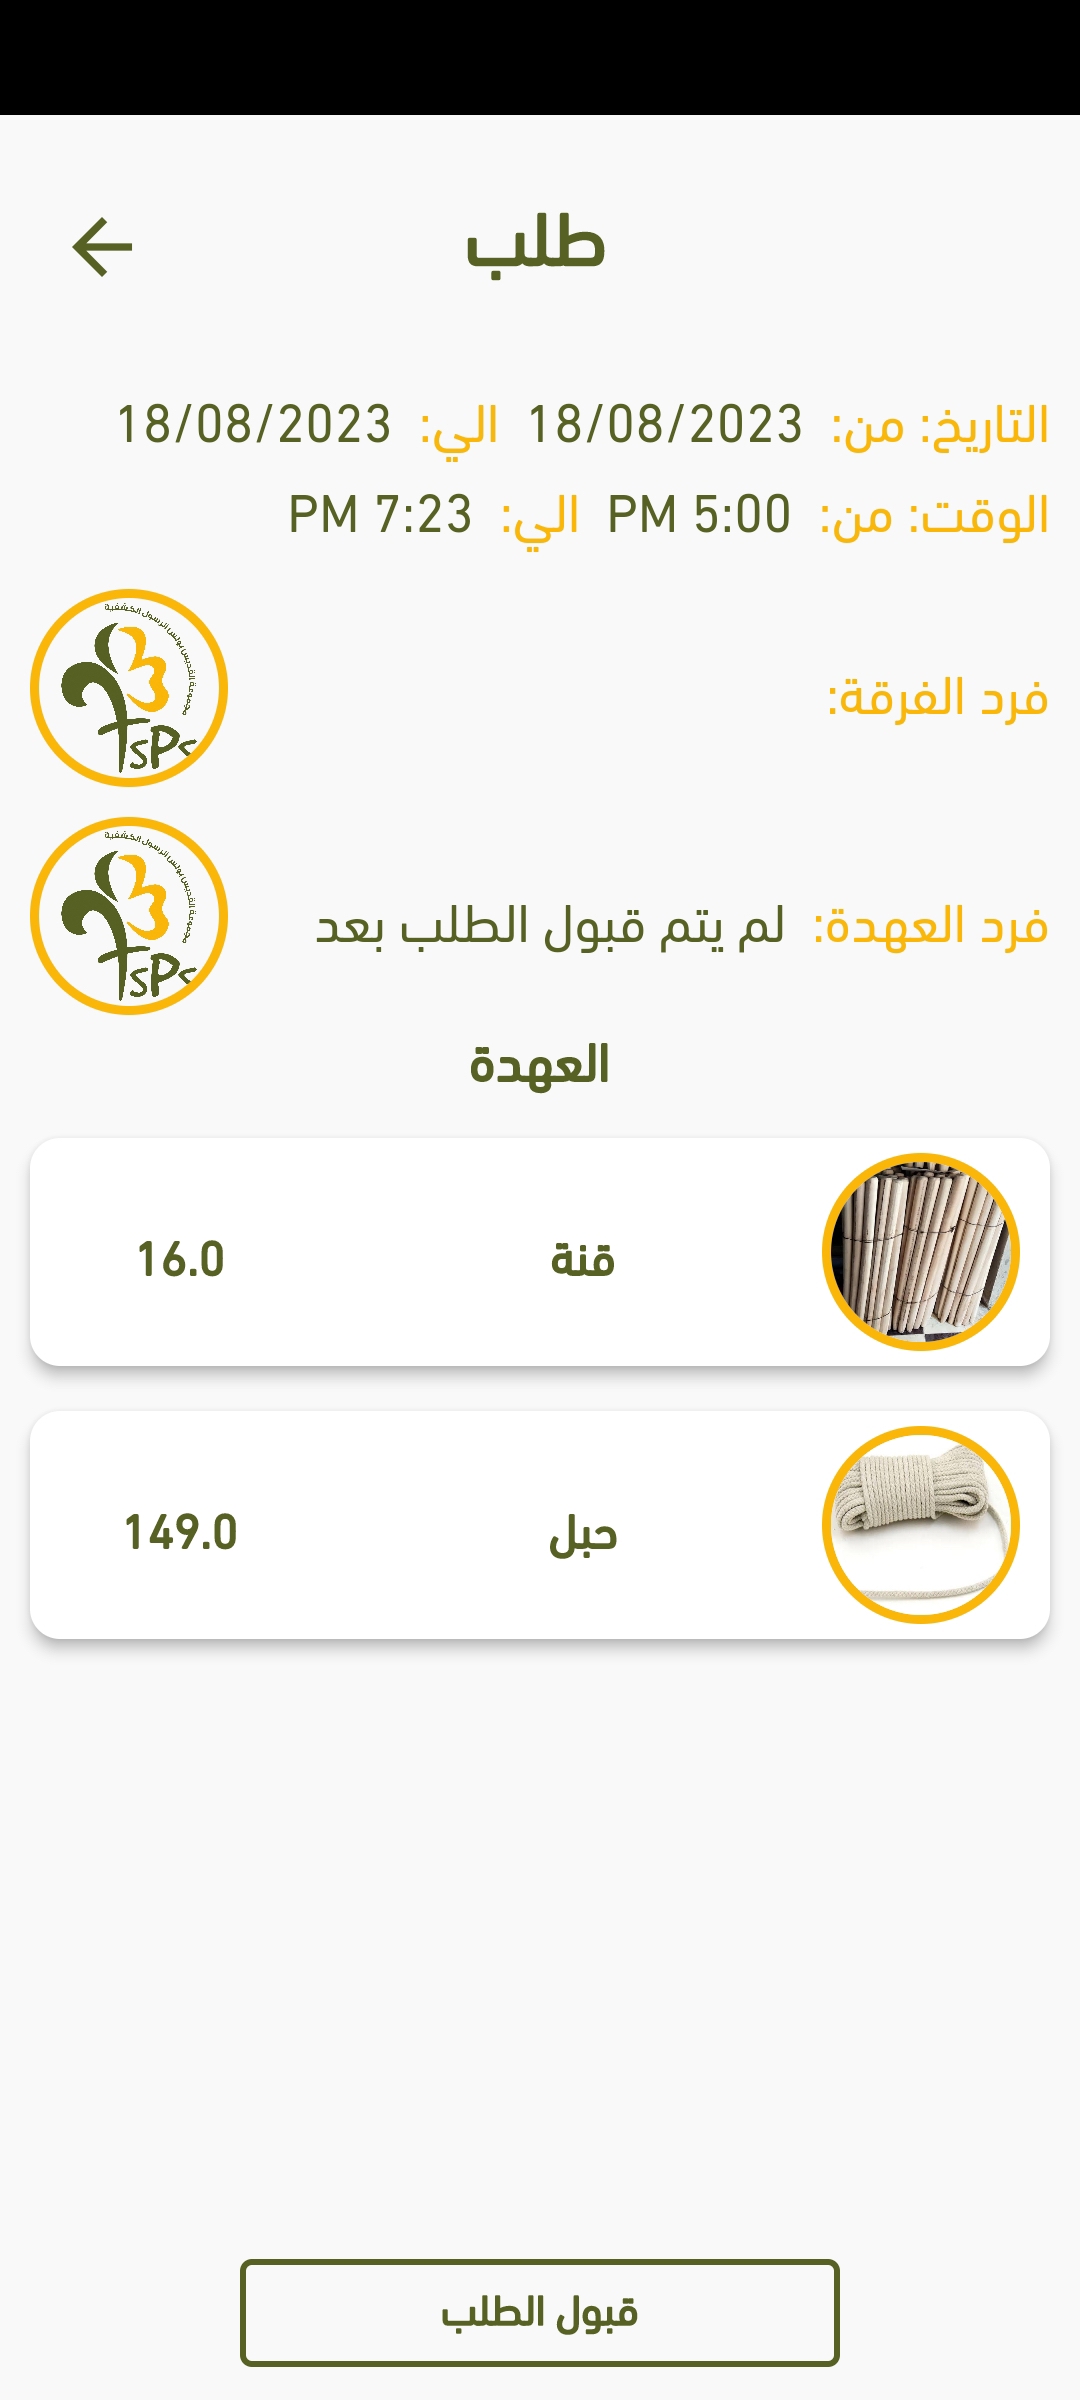 طلب
التاريخ: من: 18/08/2023 الي: 18/08/2023
الوقت: من: 5:00 PM الي: 7:23 PM
مجموعة القديس بولس الرسول الكشفية
SPS
فرد الفرقة:
مجموعة القديس بولس الرسول الكشفية
SPS
فرد العهدة: لم يتم قبول الطلب بعد
العهدة
قنة 16.0
حبل 149.0
قبول الطلب